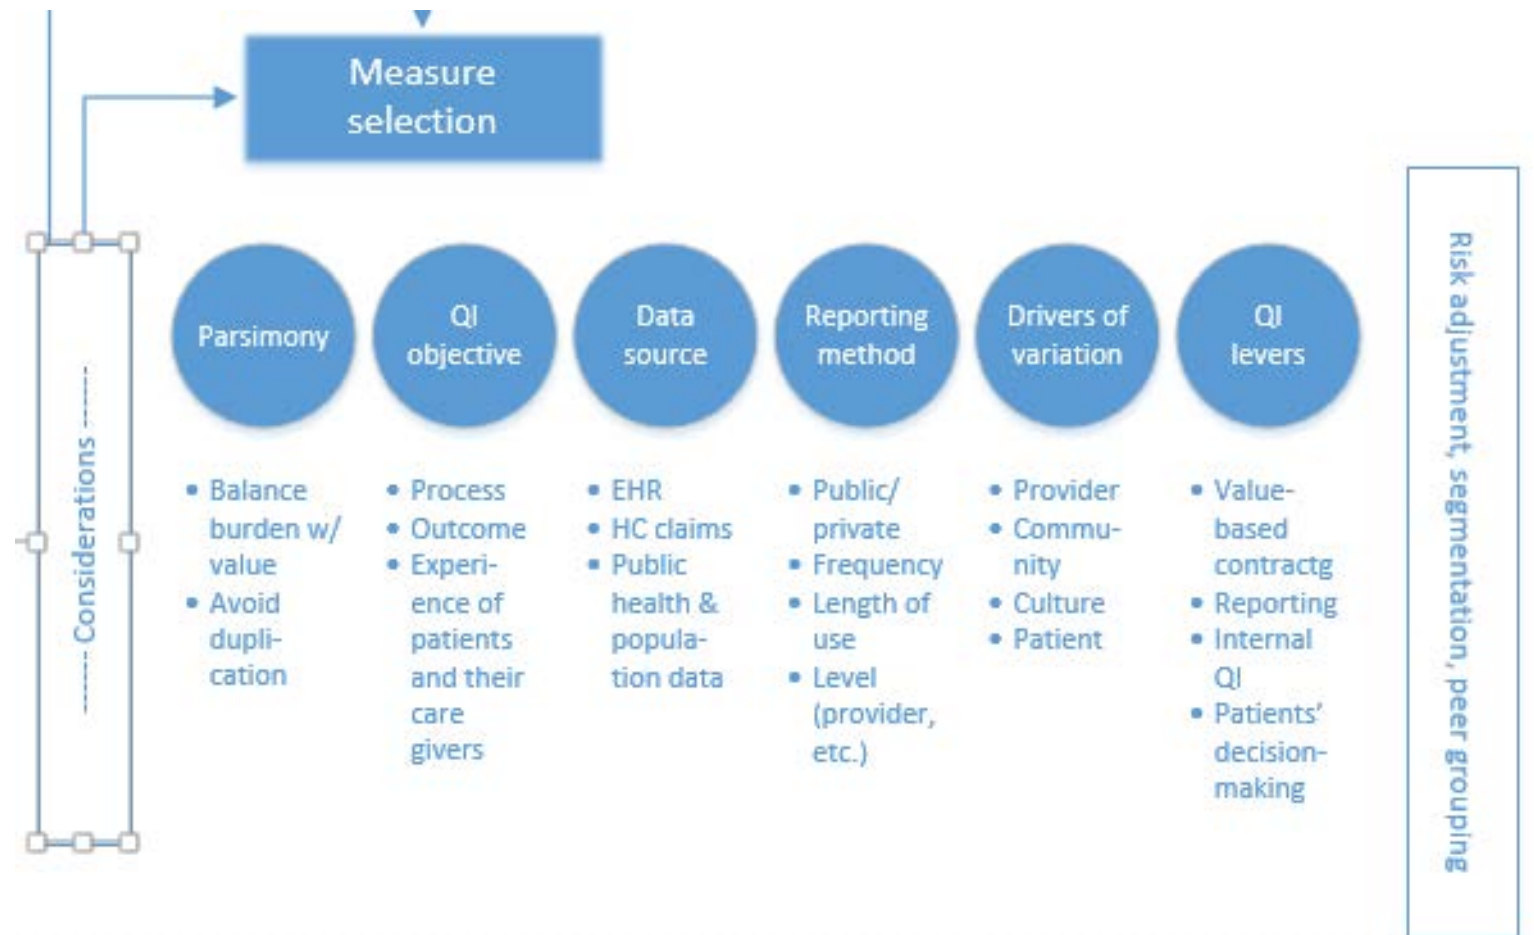 Measure
selection
------ Considerations ------
Parsimony
QI
objective
Data
source
Reporting
method
Drivers of
variation
QI
levers
• Balance
burden w/
value
• Avoid
dupli-
cation
• Process
• Outcome
• Experi-
ence of
patients
and their
care
givers
• EHR
• HC claims
• Public
health &
popula-
tion data
• Public/
private
• Frequency
• Length of
use
• Level
(provider,
etc.)
• Provider
• Commu-
nity
• Culture
• Patient
• Value-
based
contractg
• Reporting
• Internal
QI
• Patients’
decision-
making
Risk adjustment, segmentation, peer grouping